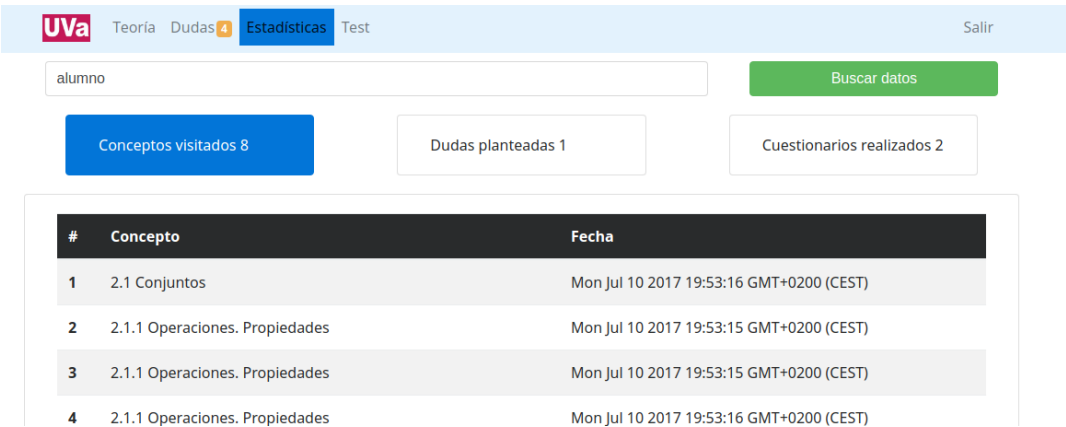 UVa Teoría Dudas 4 Estadísticas Test Salir
alumno Buscar datos
Conceptos visitados 8 Dudas planteadas 1 Cuestionarios realizados 2
# Concepto Fecha
1 2.1 Conjuntos Mon Jul 10 2017 19:53:16 GMT+0200 (CEST)
2 2.1.1 Operaciones. Propiedades Mon Jul 10 2017 19:53:15 GMT+0200 (CEST)
3 2.1.1 Operaciones. Propiedades Mon Jul 10 2017 19:53:15 GMT+0200 (CEST)
4 2.1.1 Operaciones. Propiedades Mon Jul 10 2017 19:53:16 GMT+0200 (CEST)